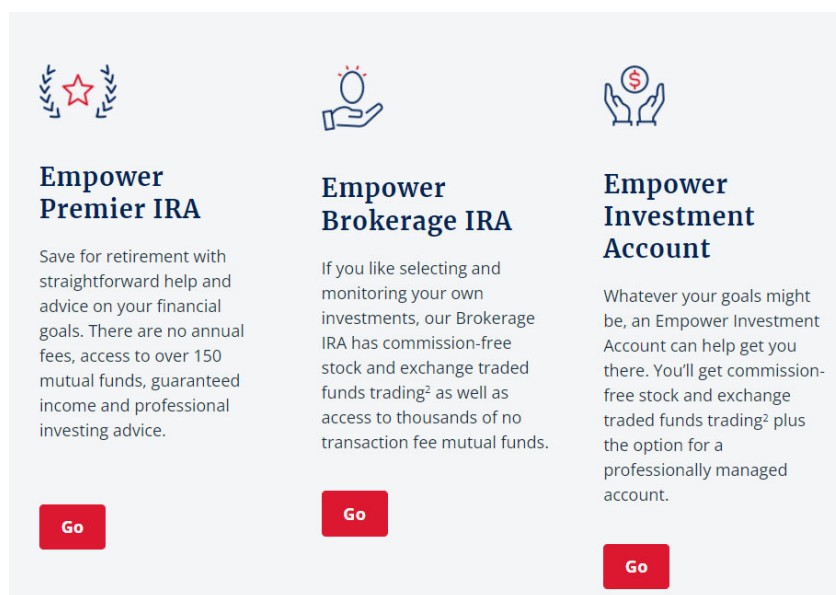 Empower
Premier IRA
Save for retirement with
straightforward help and
advice on your financial
goals. There are no annual
fees, access to over 150
mutual funds, guaranteed
income and professional
investing advice.
Go
Empower
Brokerage IRA
If you like selecting and
monitoring your own
investments, our Brokerage
IRA has commission-free
stock and exchange traded
funds trading² as well as
access to thousands of no
transaction fee mutual funds.
Go
$
Empower
Investment
Account
Whatever your goals might
be, an Empower Investment
Account can help get you
there. You’ll get commission-
free stock and exchange
traded funds trading² plus
the option for a
professionally managed
account.
Go